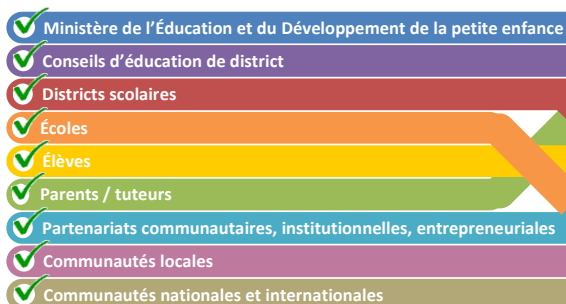 Ministère de l'Éducation et du Développement de la petite enfance
Conseils d'éducation de district
Districts scolaires
Écoles
Élèves
Parents / tuteurs
Partenariats communautaires, institutionnelles, entrepreneuriales
Communautés locales
Communautés nationales et internationales